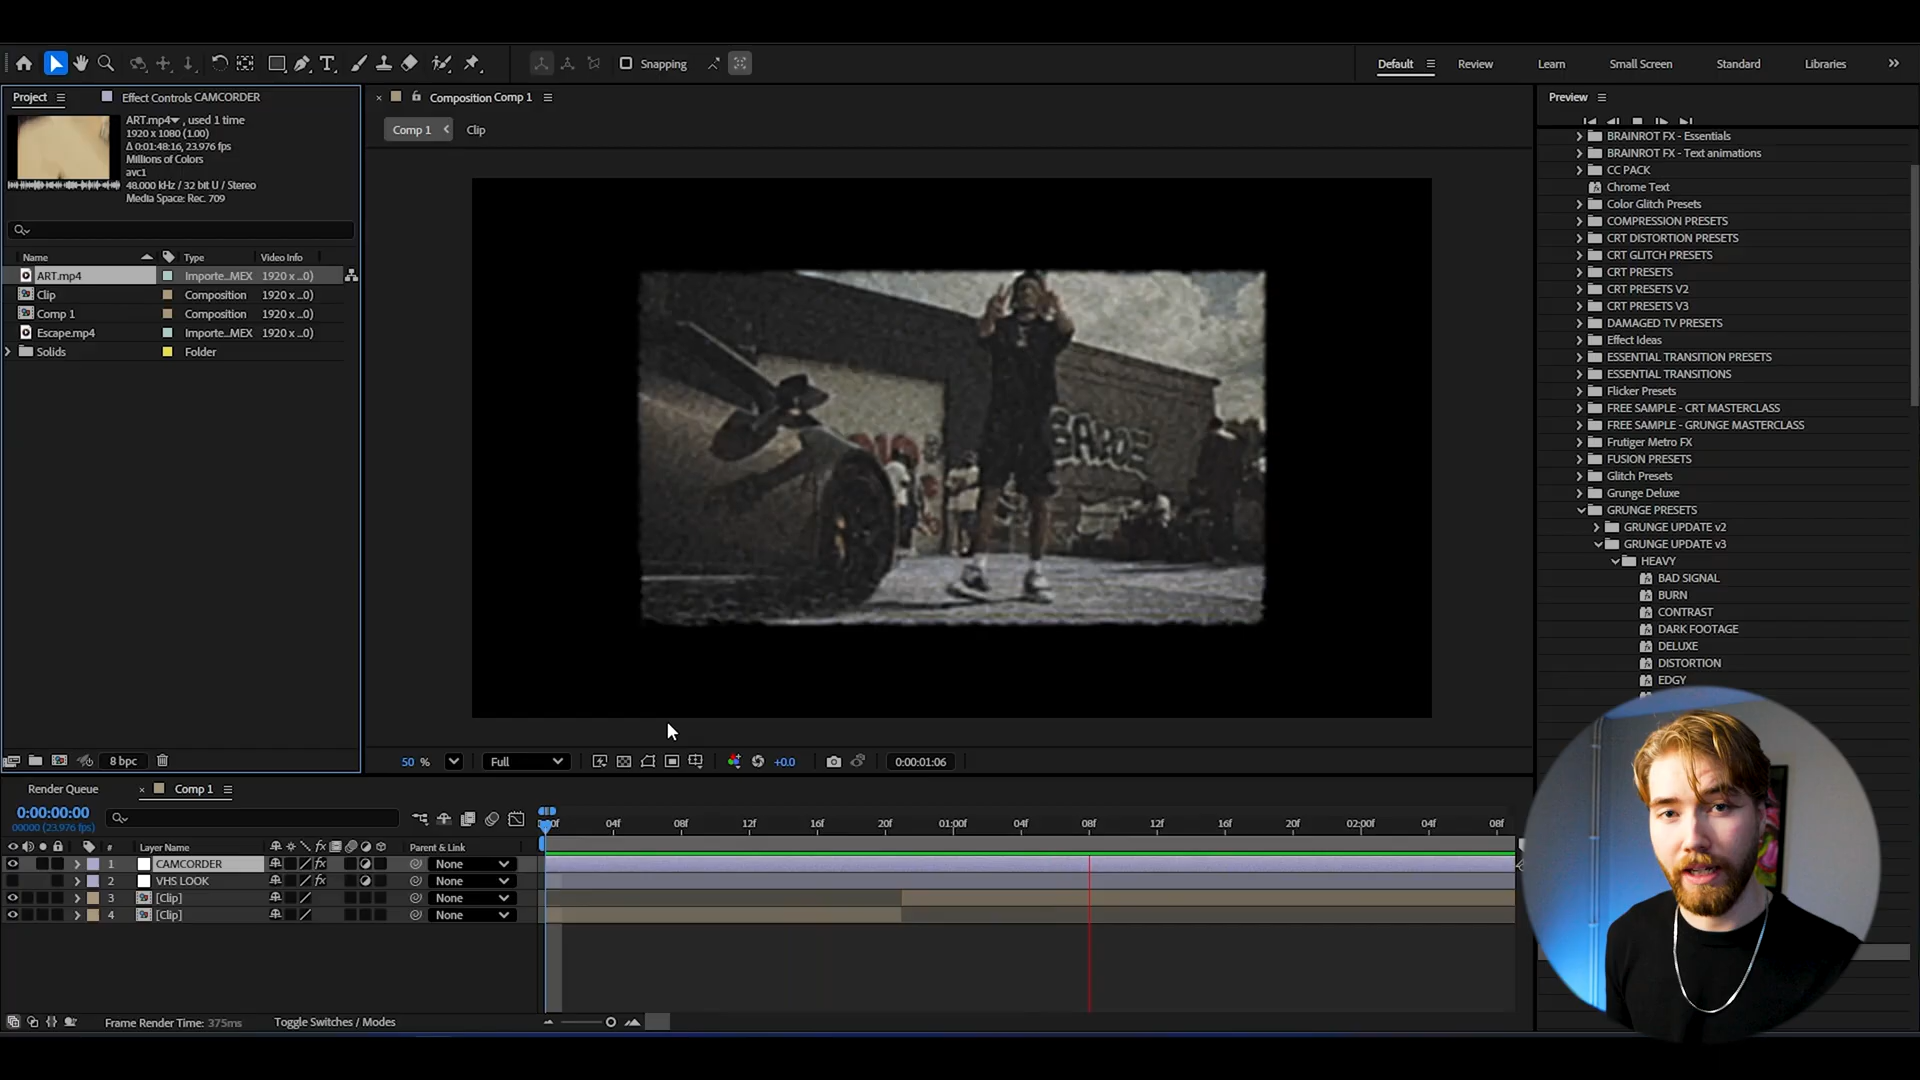 Snapping
Default
Review
Learn
Small Screen
Standard
Libraries
Project
Effect Controls CAMCORDER
ART.mp4, used 1 time
1920 x 1080 (1.00)
Δ 0:01:48:16, 23.976 fps
Millions of Colors
avc1
48.000 kHz / 32 bit U / Stereo
Media Space: Rec. 709
Name Type Video Info
ART.mp4 Importe...MEX 1920 x ...0)
Clip Composition 1920 x ...0)
Comp 1 Composition 1920 x ...0)
Escape.mp4 Importe...MEX 1920 x ...0)
Solids Folder
8 bpc
Composition Comp 1
Comp 1 Clip
50 %
Full
+0.0
0:00:01:06
Preview
BRAINROT FX - Essentials
BRAINROT FX - Text animations
CC PACK
Chrome Text
Color Glitch Presets
COMPRESSION PRESETS
CRT DISTORTION PRESETS
CRT GLITCH PRESETS
CRT PRESETS
CRT PRESETS V2
CRT PRESETS V3
DAMAGED TV PRESETS
Effect Ideas
ESSENTIAL TRANSITION PRESETS
ESSENTIAL TRANSITIONS
Flicker Presets
FREE SAMPLE - CRT MASTERCLASS
FREE SAMPLE - GRUNGE MASTERCLASS
Frutiger Metro FX
FUSION PRESETS
Glitch Presets
Grunge Deluxe
GRUNGE PRESETS
GRUNGE UPDATE v2
GRUNGE UPDATE v3
HEAVY
BAD SIGNAL
BURN
CONTRAST
DARK FOOTAGE
DELUXE
DISTORTION
EDGY
Render Queue
Comp 1
0:00:00:00
00000 (23.976 fps)
# Layer Name Parent & Link
1 CAMCORDER None
2 VHS LOOK None
3 [Clip] None
4 [Clip] None
04f 08f 12f 16f 20f 01:00f 04f 08f 12f 16f 20f 02:00f 04f 08f
Frame Render Time: 375ms
Toggle Switches / Modes